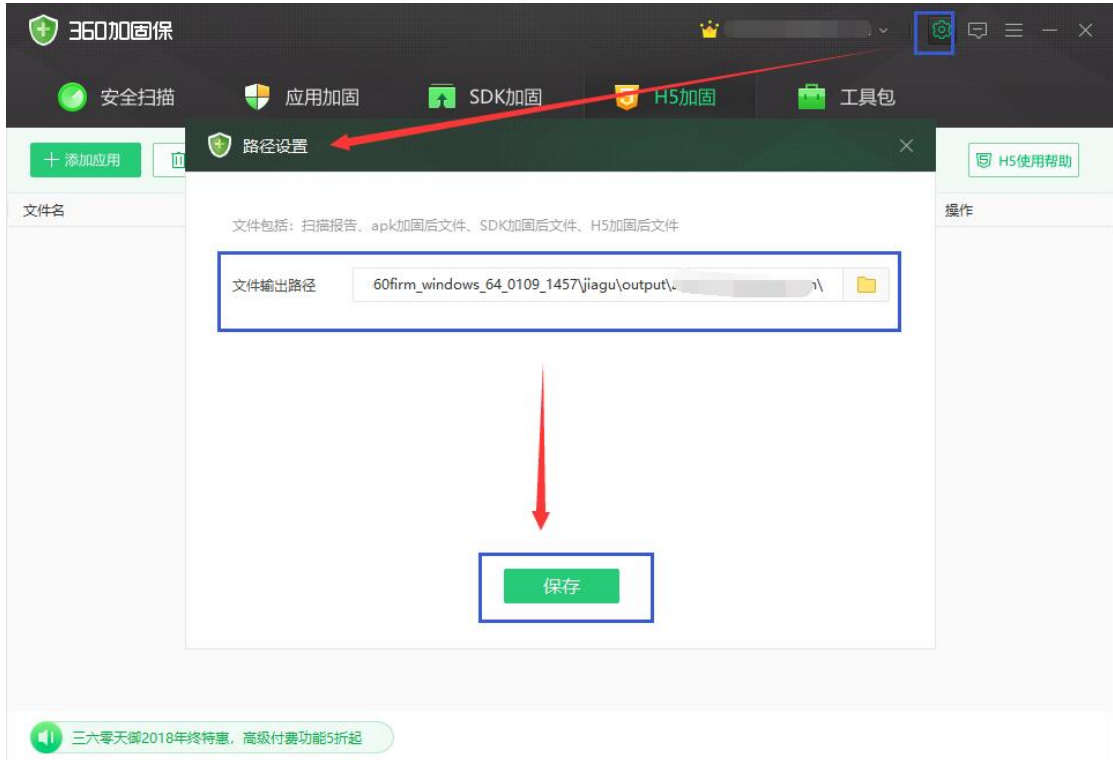 360加固保
安全扫描 应用加固 SDK加固 H5加固 工具包
路径设置
添加应用 H5使用帮助
文件名 操作
文件包括：扫描报告、apk加固后文件、SDK加固后文件、H5加固后文件
文件输出路径 60firm_windows_64_0109_1457\jiagu\output\
保存
三六零天御2018年终特惠，高级付费功能5折起